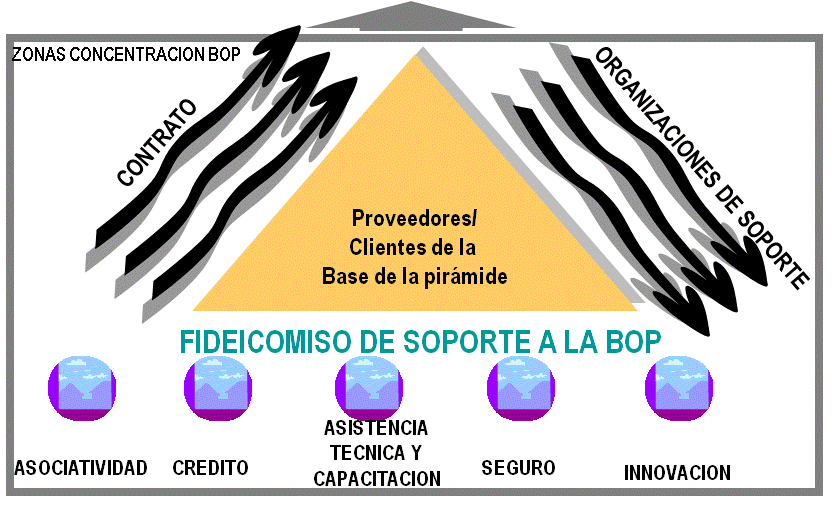 ZONAS CONCENTRACION BOP
CONTRATO
ORGANIZACIONES DE SOPORTE
Proveedores/
Clientes de la
Base de la pirámide
FIDEICOMISO DE SOPORTE A LA BOP
ASOCIATIVIDAD
CREDITO
ASISTENCIA
TECNICA Y
CAPACITACION
SEGURO
INNOVACION